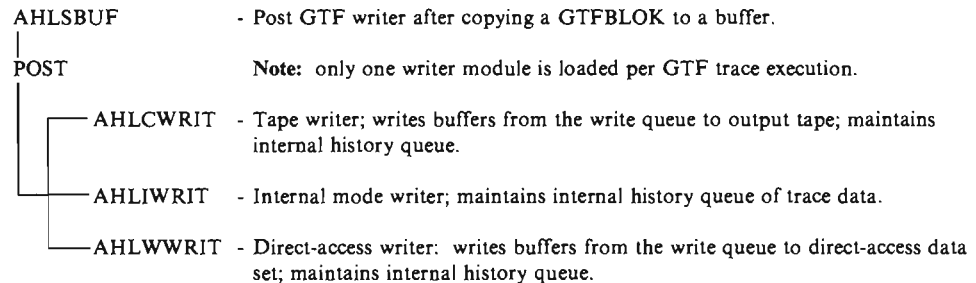 AHLSBUF - Post GTF writer after copying a GTFBLOK to a buffer.
POST Note: only one writer module is loaded per GTF trace execution.
AHLCWRIT - Tape writer; writes buffers from the write queue to output tape; maintains
internal history queue.
AHLIWRIT - Internal mode writer; maintains internal history queue of trace data.
AHLWWRIT - Direct-access writer: writes buffers from the write queue to direct-access data
set; maintains internal history queue.